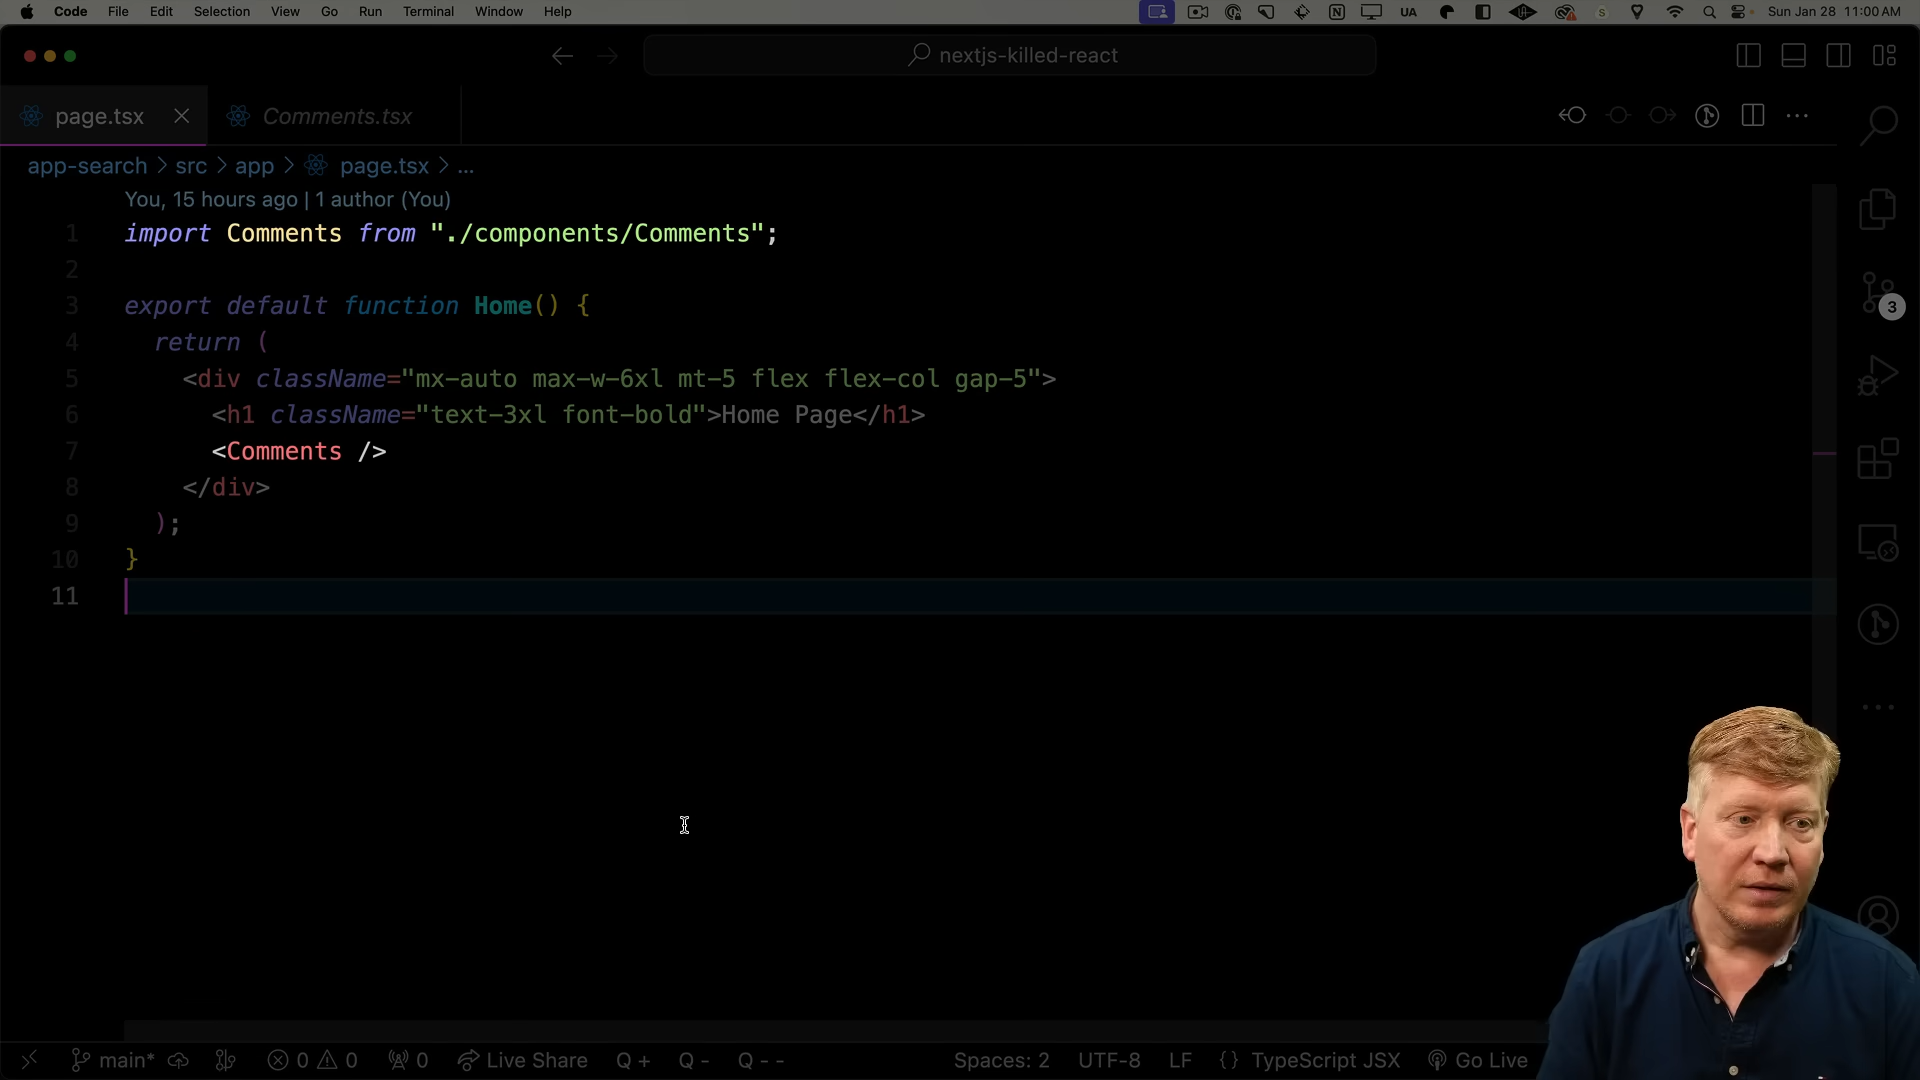 Code File Edit Selection View Go Run Terminal Window Help UA S Sun Jan 28 11:00 AM
nextjs-killed-react
page.tsx Comments.tsx
app-search > src > app > page.tsx > ...
You, 15 hours ago | 1 author (You)
1 import Comments from "./components/Comments";
2
3 export default function Home() {
4 return (
5 <div className="mx-auto max-w-6xl mt-5 flex flex-col gap-5">
6 <h1 className="text-3xl font-bold">Home Page</h1>
7 <Comments />
8 </div>
9 );
10 }
11
3
main* 0 0 0 Live Share Q + Q - Q - - Spaces: 2 UTF-8 LF {} TypeScript JSX Go Live